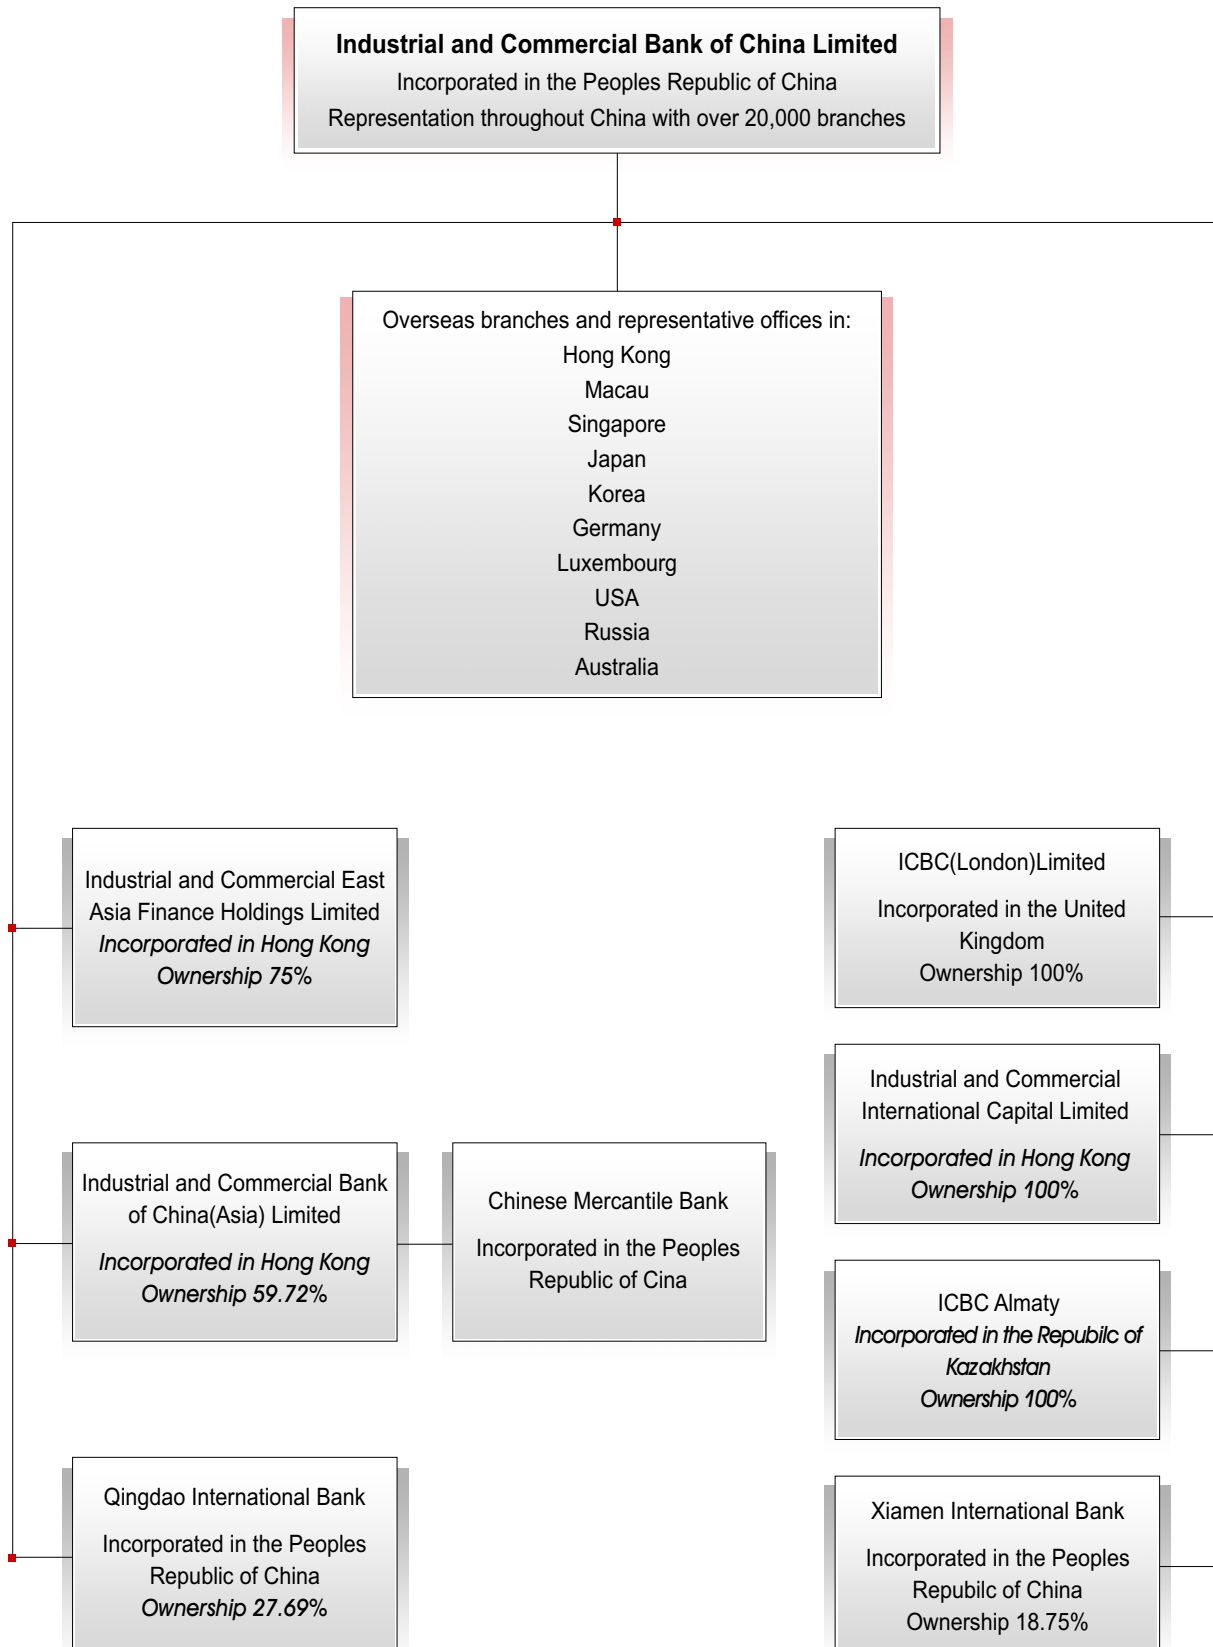 Industrial and Commercial Bank of China Limited
Incorporated in the Peoples Republic of China
Representation throughout China with over 20,000 branches
Overseas branches and representative offices in:
Hong Kong
Macau
Singapore
Japan
Korea
Germany
Luxembourg
USA
Russia
Australia
Industrial and Commercial East
Asia Finance Holdings Limited
Incorporated in Hong Kong
Ownership 75%
Industrial and Commercial Bank
of China(Asia) Limited
Incorporated in Hong Kong
Ownership 59.72%
Chinese Mercantile Bank
Incorporated in the Peoples
Republic of Cina
Qingdao International Bank
Incorporated in the Peoples
Republic of China
Ownership 27.69%
ICBC(London)Limited
Incorporated in the United
Kingdom
Ownership 100%
Industrial and Commercial
International Capital Limited
Incorporated in Hong Kong
Ownership 100%
ICBC Almaty
Incorporated in the Repubilc of
Kazakhstan
Ownership 100%
Xiamen International Bank
Incorporated in the Peoples
Repubilc of China
Ownership 18.75%